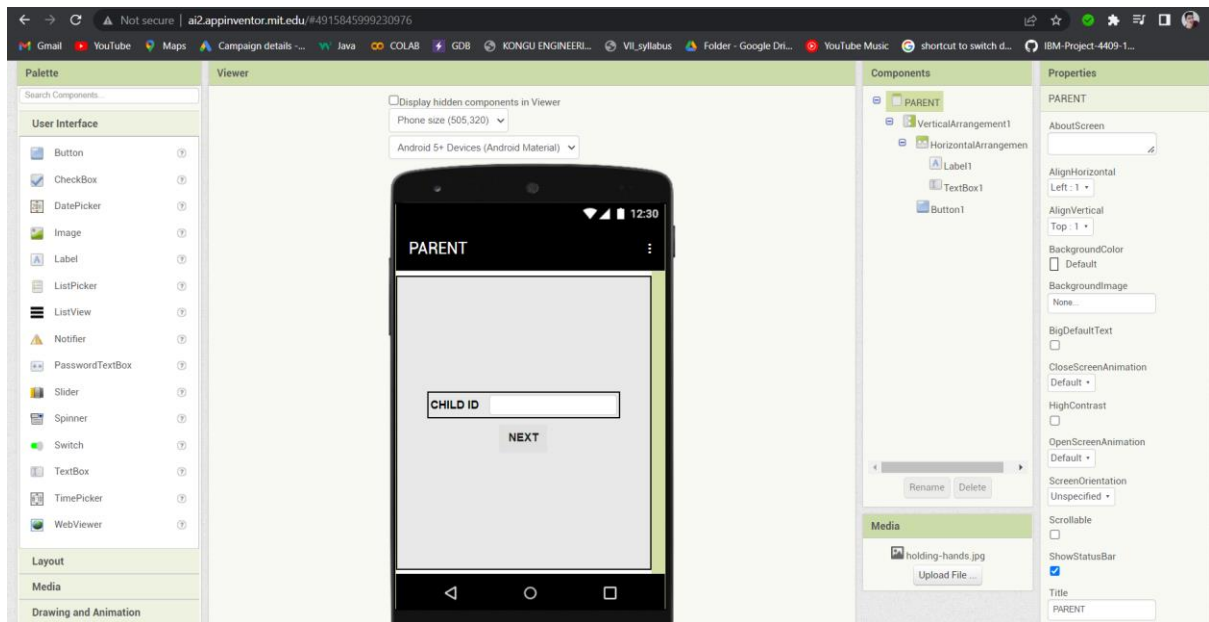 Not secure | ai2.appinventor.mit.edu/#4915845999230976
Gmail YouTube Maps Campaign details -... Java COLAB GDB KONGU ENGINEERI... VII_syllabus Folder - Google Dri... YouTube Music shortcut to switch d... IBM-Project-4409-1...
Palette
Search Components...
User Interface
Button
CheckBox
DatePicker
Image
Label
ListPicker
ListView
Notifier
PasswordTextBox
Slider
Spinner
Switch
TextBox
TimePicker
WebViewer
Layout
Media
Drawing and Animation
Viewer
Display hidden components in Viewer
Phone size (505,320)
Android 5+ Devices (Android Material)
12:30
PARENT
CHILD ID
NEXT
Components
PARENT
VerticalArrangement1
HorizontalArrangemen
Label1
TextBox1
Button1
Rename Delete
Media
holding-hands.jpg
Upload File ...
Properties
PARENT
AboutScreen
AlignHorizontal
Left : 1
AlignVertical
Top : 1
BackgroundColor
Default
BackgroundImage
None...
BigDefaultText
CloseScreenAnimation
Default
HighContrast
OpenScreenAnimation
Default
ScreenOrientation
Unspecified
Scrollable
ShowStatusBar
Title
PARENT